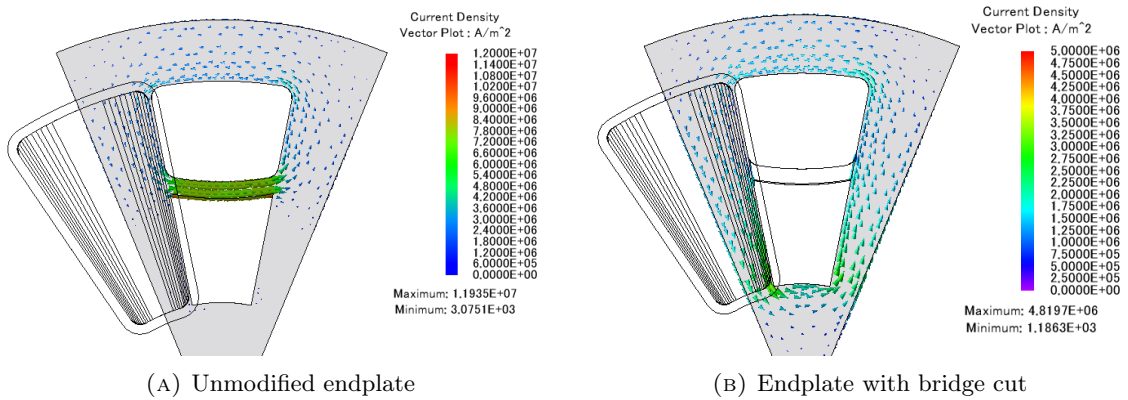 Current Density
Vector Plot : A/m^2
1.2000E+07
1.1400E+07
1.0800E+07
1.0200E+07
9.6000E+06
9.0000E+06
8.4000E+06
7.8000E+06
7.2000E+06
6.6000E+06
6.0000E+06
5.4000E+06
4.8000E+06
4.2000E+06
3.6000E+06
3.0000E+06
2.4000E+06
1.8000E+06
1.2000E+06
6.0000E+05
0.0000E+00
Maximum: 1.1935E+07
Minimum: 3.0751E+03
(A) Unmodified endplate
Current Density
Vector Plot : A/m^2
5.0000E+06
4.7500E+06
4.5000E+06
4.2500E+06
4.0000E+06
3.7500E+06
3.5000E+06
3.2500E+06
3.0000E+06
2.7500E+06
2.5000E+06
2.2500E+06
2.0000E+06
1.7500E+06
1.5000E+06
1.2500E+06
1.0000E+06
7.5000E+05
5.0000E+05
2.5000E+05
0.0000E+00
Maximum: 4.8197E+06
Minimum: 1.1863E+03
(B) Endplate with bridge cut